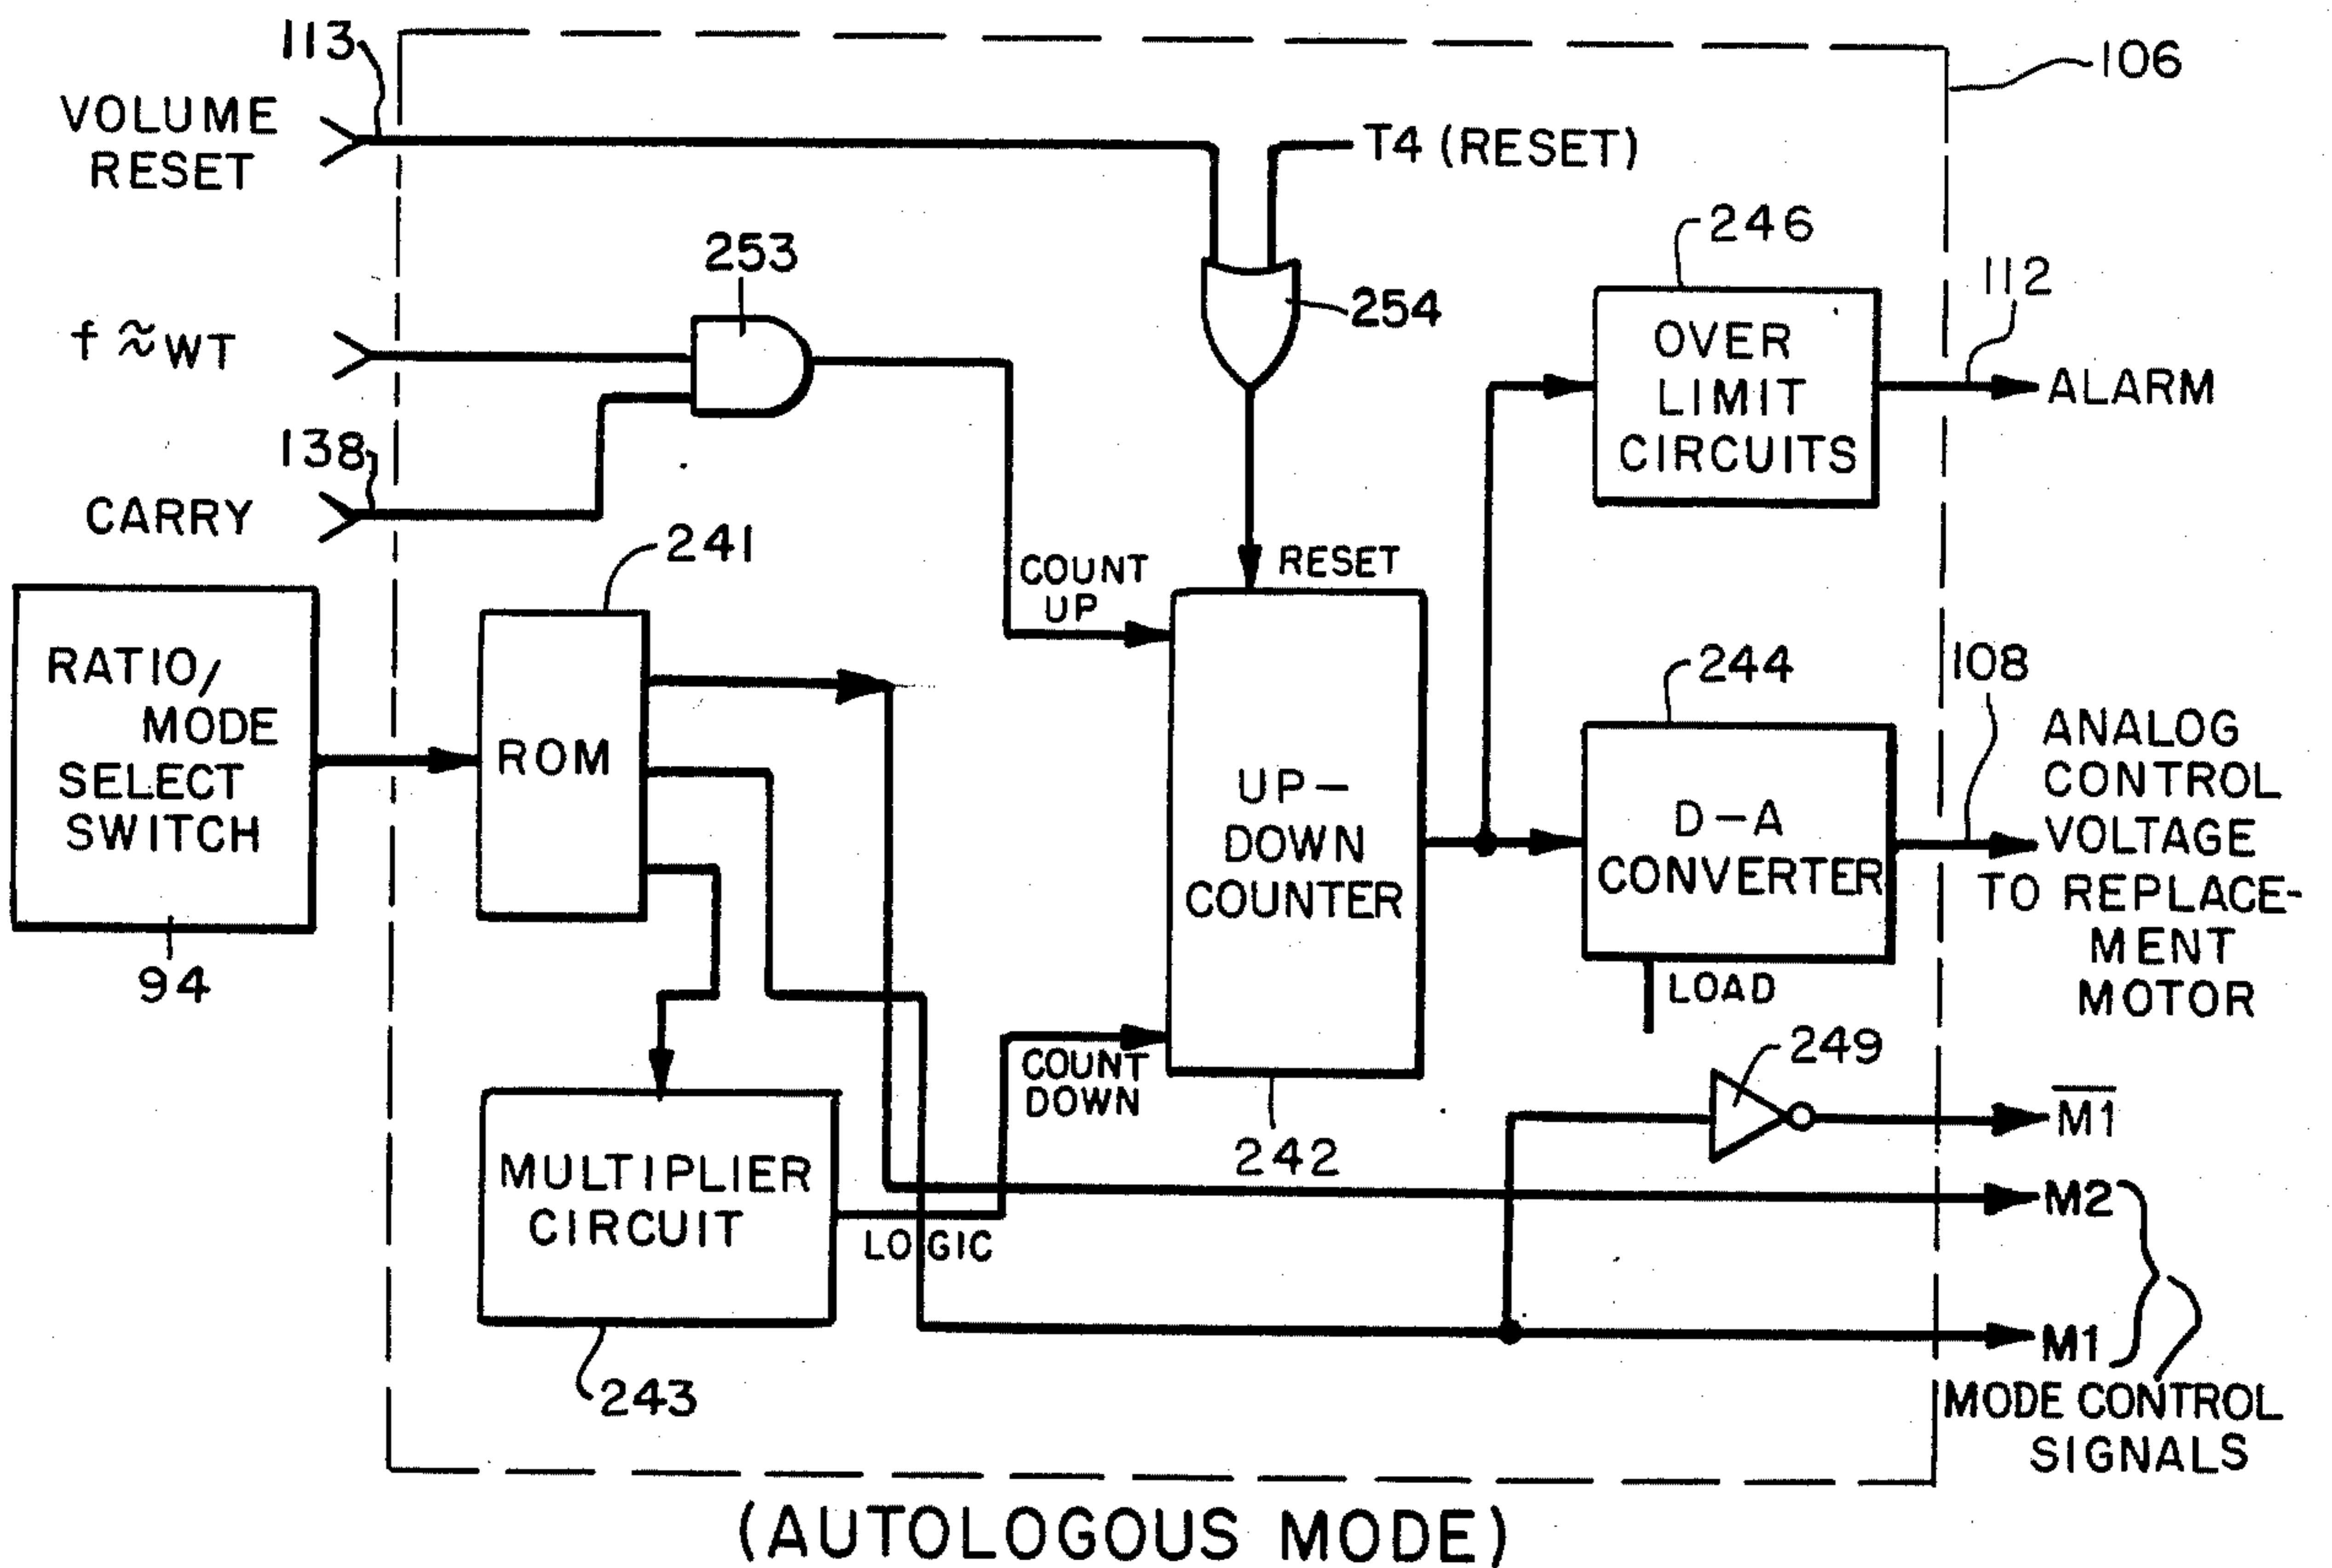 113
106
VOLUME
RESET
T4 (RESET)
246
253
112
254
f ≈WT
OVER
LIMIT
CIRCUITS
ALARM
138
CARRY
241
COUNT
UP
RESET
RATIO/
MODE
SELECT
SWITCH
94
ROM
UP-
DOWN
COUNTER
242
244
108
D-A
CONVERTER
LOAD
ANALOG
CONTROL
VOLTAGE
TO REPLACE-
MENT
MOTOR
COUNT
DOWN
249
M1
MULTIPLIER
CIRCUIT
LOGIC
M2
243
M1
MODE CONTROL
SIGNALS
(AUTOLOGOUS MODE)